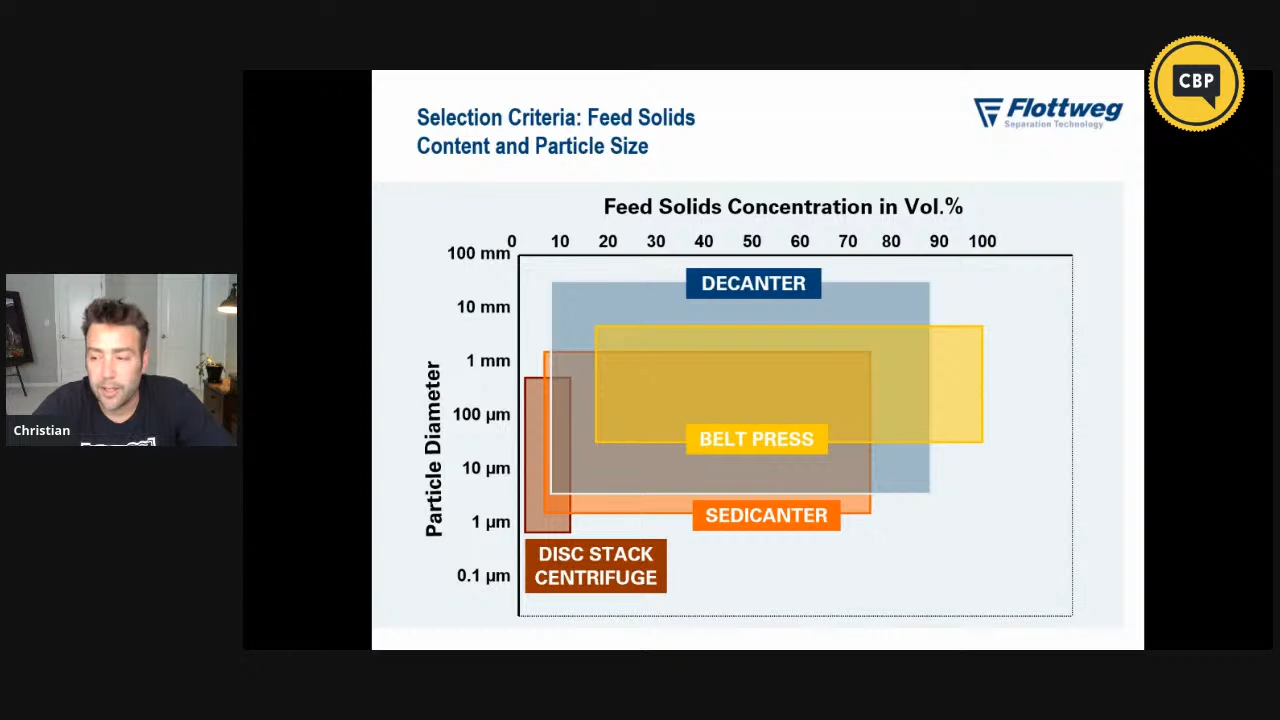 CBP
Selection Criteria: Feed Solids
Content and Particle Size
Flottweg
Separation Technology
Feed Solids Concentration in Vol.%
0 10 20 30 40 50 60 70 80 90 100
Particle Diameter
100 mm
10 mm
1 mm
100 µm
10 µm
1 µm
0.1 µm
DECANTER
BELT PRESS
SEDICANTER
DISC STACK
CENTRIFUGE
Christian